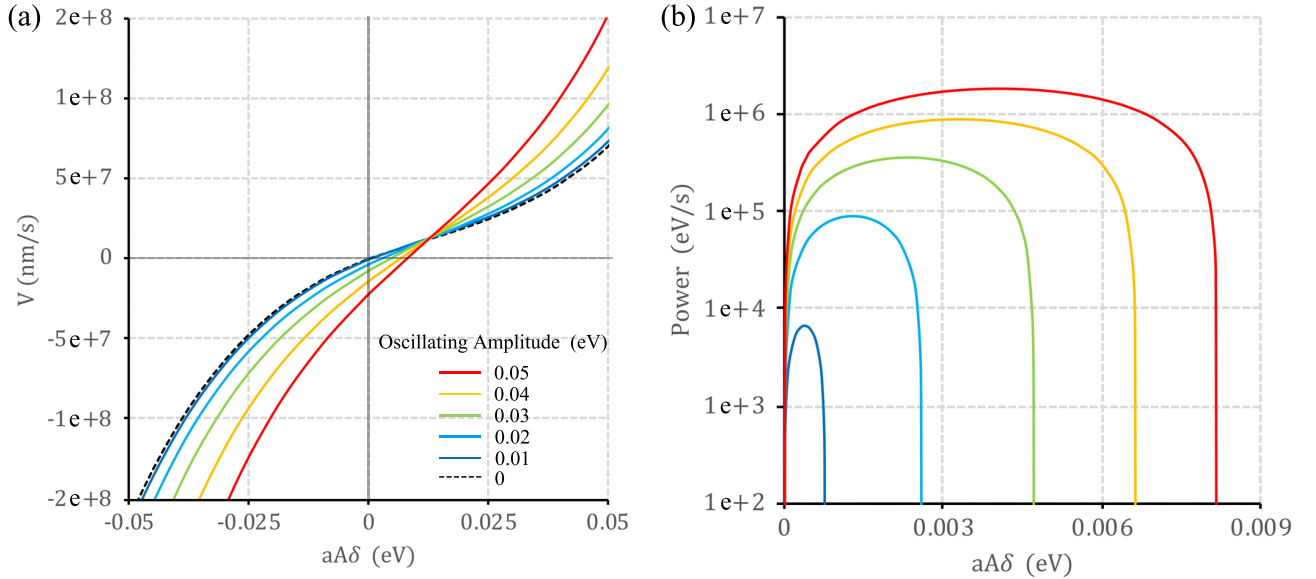 (a)
2e+8
1e+8
5e+7
0
-5e+7
-1e+8
-2e+8
V (nm/s)
-0.05
-0.025
0
0.025
0.05
aAδ (eV)
Oscillating Amplitude (eV)
0.05
0.04
0.03
0.02
0.01
0
(b)
1e+7
1e+6
1e+5
1e+4
1e+3
1e+2
Power (eV/s)
0
0.003
0.006
0.009
aAδ (eV)